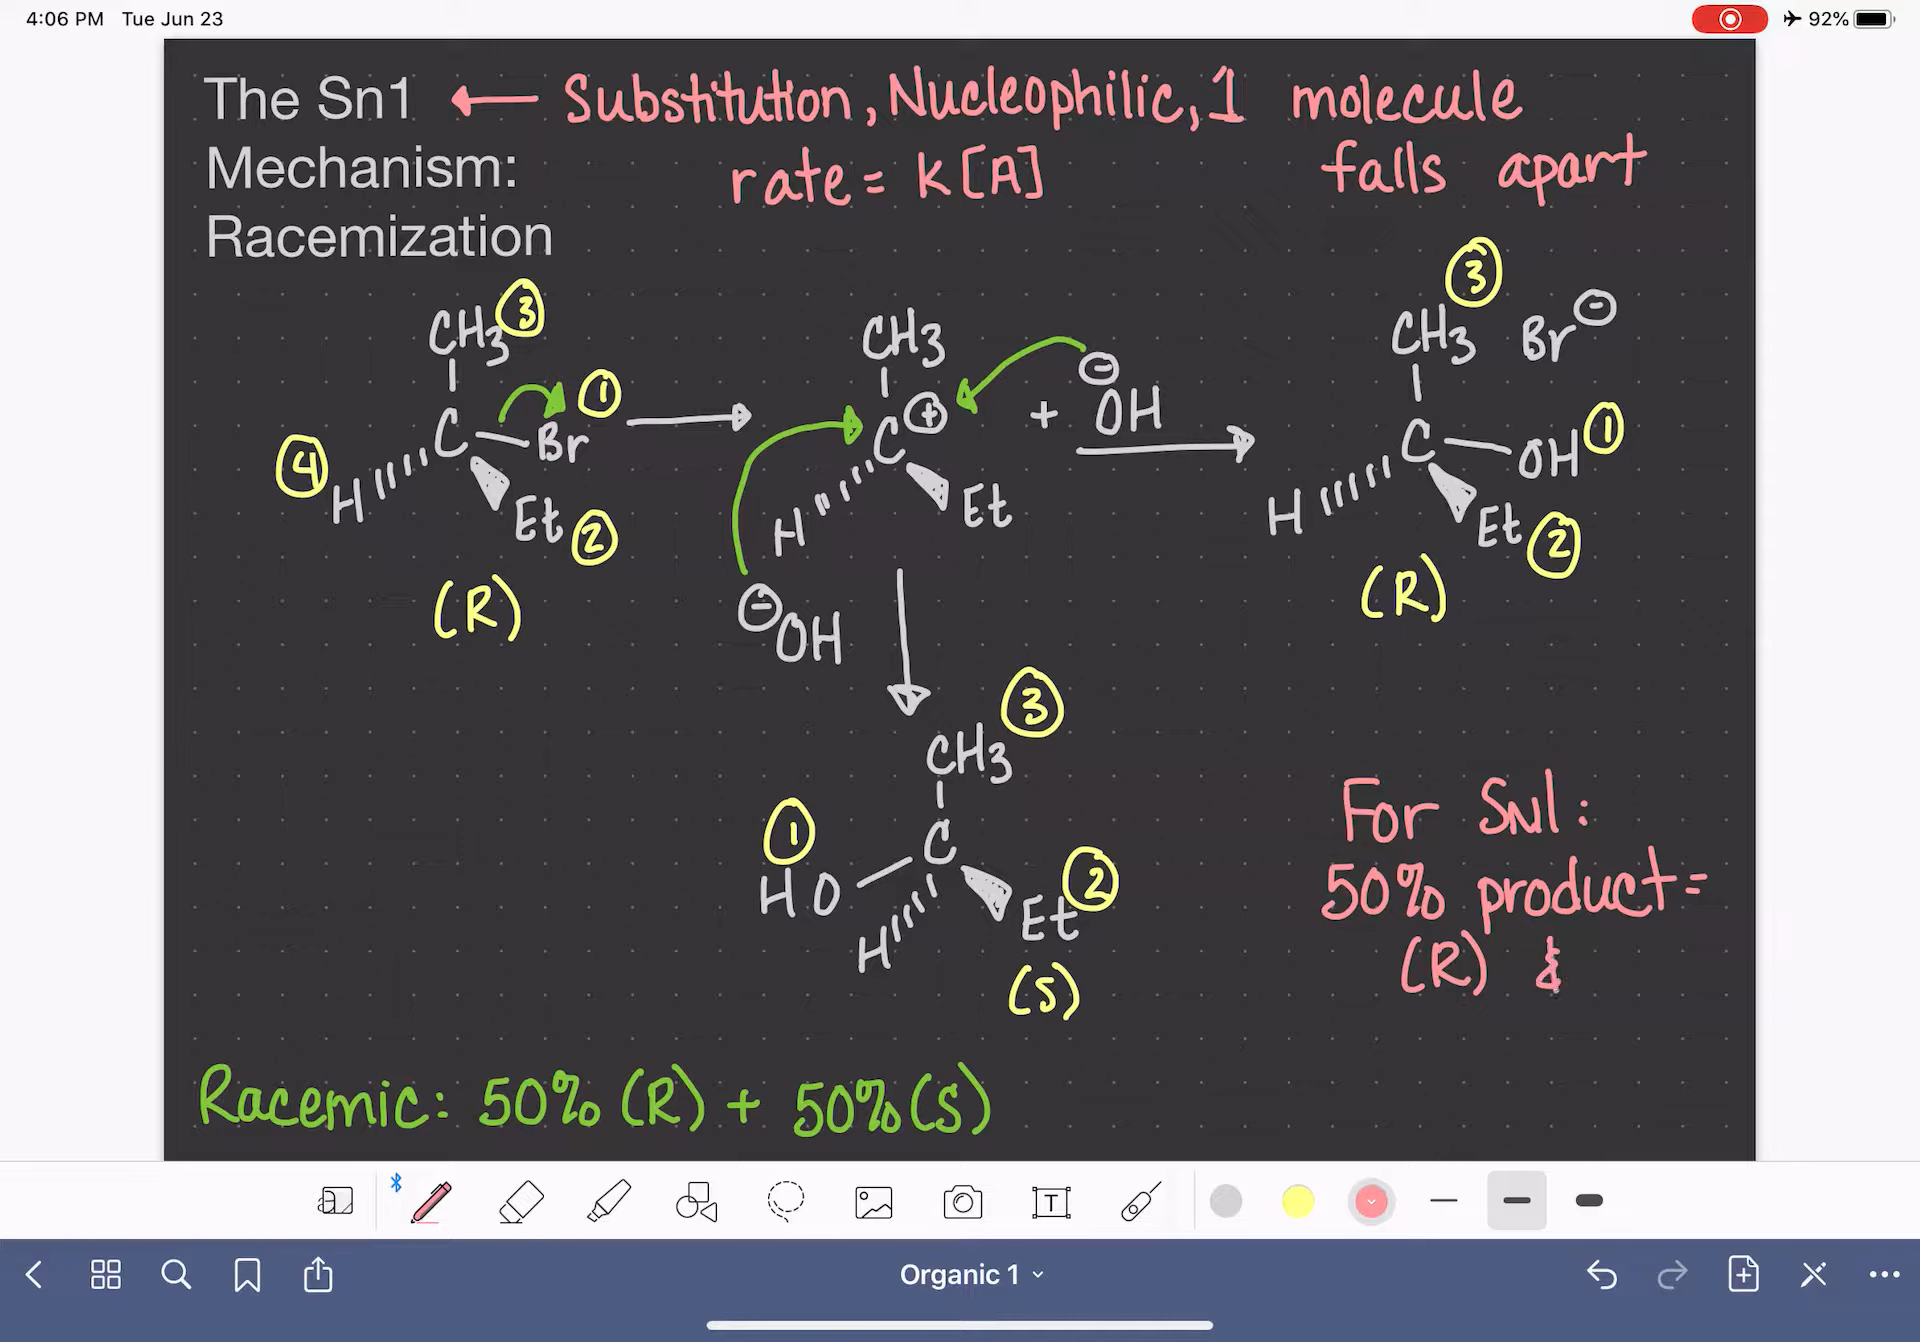 4:06 PM Tue Jun 23
92%
The Sn1 ← Substitution, Nucleophilic, 1 molecule
Mechanism: rate = K[A] falls apart
Racemization
CH3 3
C Br 1
4 H
Et 2
(R)
CH3
C +
H
Et
+ ⊖OH
⊖OH
CH3 3
Br⊖
C OH 1
H
Et 2
(R)
CH3 3
1
HO C
H
Et 2
(S)
For SN1:
50% product =
(R) &
Racemic: 50% (R) + 50% (S)
a
T
Organic 1